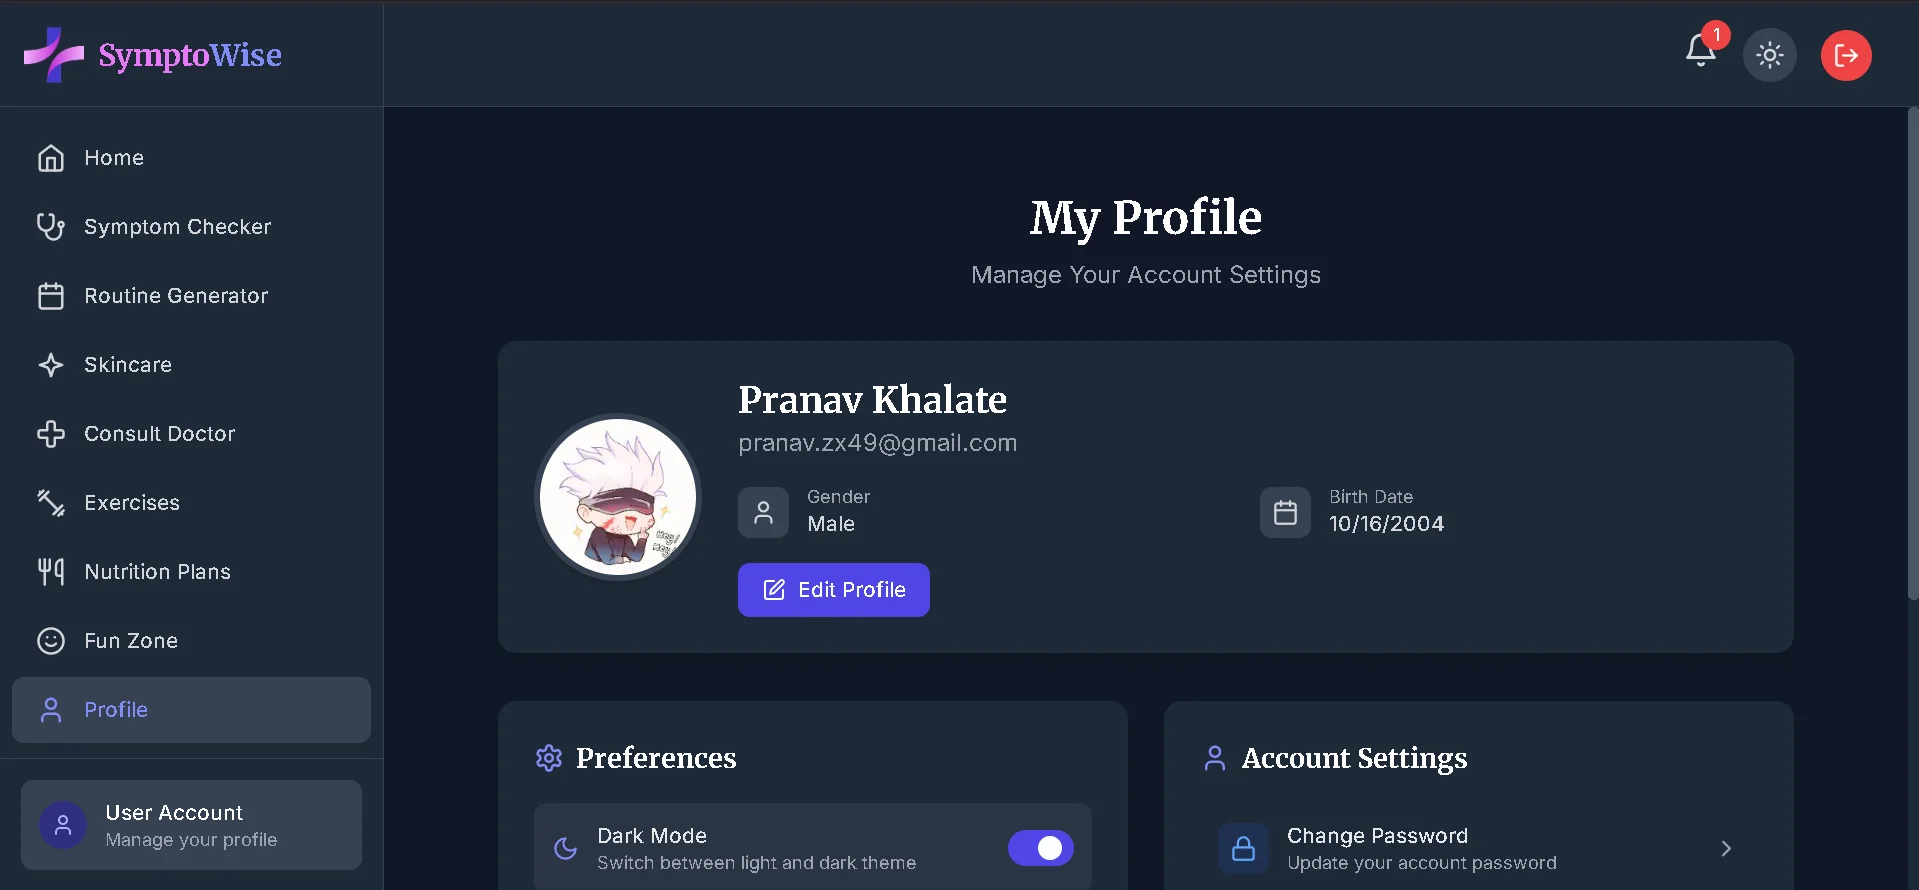 SymptoWise
1
Home
Symptom Checker
Routine Generator
Skincare
Consult Doctor
Exercises
Nutrition Plans
Fun Zone
Profile
User Account
Manage your profile
My Profile
Manage Your Account Settings
Pranav Khalate
pranav.zx49@gmail.com
Gender
Male
Birth Date
10/16/2004
Hey!
Hey!
Edit Profile
Preferences
Dark Mode
Switch between light and dark theme
Account Settings
Change Password
Update your account password